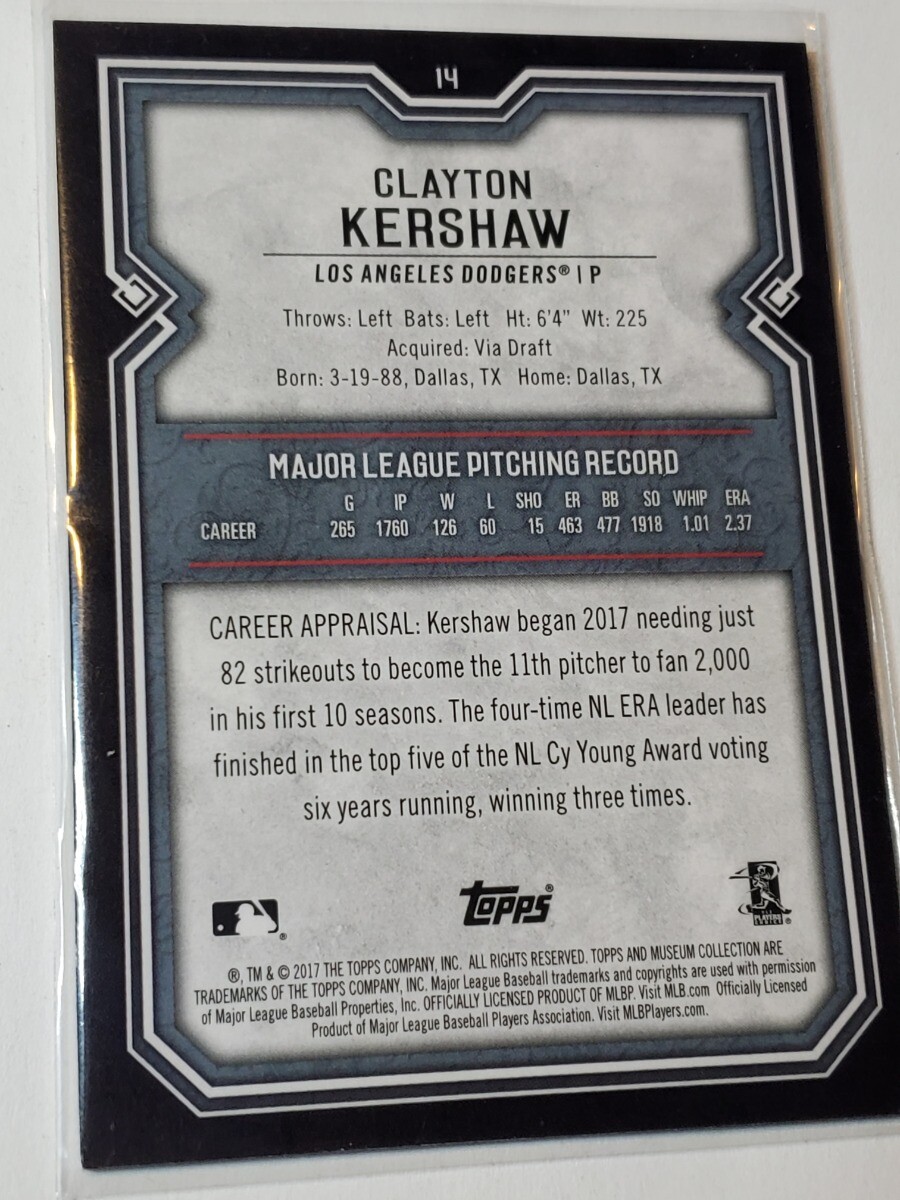 14
CLAYTON
KERSHAW
LOS ANGELES DODGERS® | P
Throws: Left Bats: Left Ht: 6'4" Wt: 225
Acquired: Via Draft
Born: 3-19-88, Dallas, TX Home: Dallas, TX
MAJOR LEAGUE PITCHING RECORD
G IP W L SHO ER BB SO WHIP ERA
CAREER 265 1760 126 60 15 463 477 1918 1.01 2.37
CAREER APPRAISAL: Kershaw began 2017 needing just
82 strikeouts to become the 11th pitcher to fan 2,000
in his first 10 seasons. The four-time NL ERA leader has
finished in the top five of the NL Cy Young Award voting
six years running, winning three times.
®
topps®
PLAYERS
®
®, TM & © 2017 THE TOPPS COMPANY, INC. ALL RIGHTS RESERVED. TOPPS AND MUSEUM COLLECTION ARE
TRADEMARKS OF THE TOPPS COMPANY, INC. Major League Baseball trademarks and copyrights are used with permission
of Major League Baseball Properties, Inc. OFFICIALLY LICENSED PRODUCT OF MLBP. Visit MLB.com Officially Licensed
Product of Major League Baseball Players Association. Visit MLBPlayers.com.